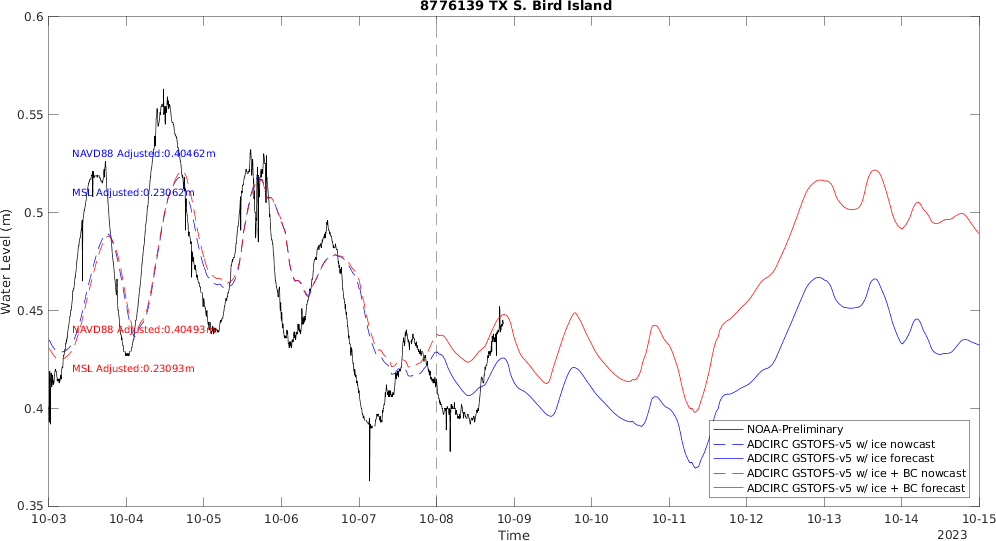 8776139 TX S. Bird Island
0.6
0.55
0.5
0.45
0.4
0.35
Water Level (m)
NAVD88 Adjusted:0.40462m
MSL Adjusted:0.23062m
NAVD88 Adjusted:0.40493m
MSL Adjusted:0.23093m
NOAA-Preliminary
ADCIRC GSTOFS-v5 w/ ice nowcast
ADCIRC GSTOFS-v5 w/ ice forecast
ADCIRC GSTOFS-v5 w/ ice + BC nowcast
ADCIRC GSTOFS-v5 w/ ice + BC forecast
10-03 10-04 10-05 10-06 10-07 10-08 10-09 10-10 10-11 10-12 10-13 10-14 10-15
Time
2023